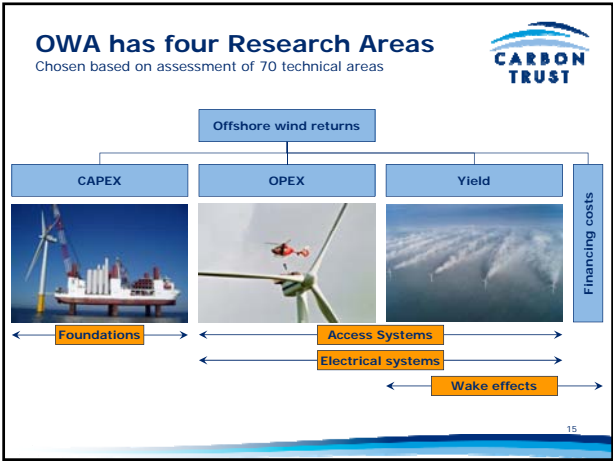 OWA has four Research Areas
Chosen based on assessment of 70 technical areas
CARBON
TRUST
Offshore wind returns
CAPEX
OPEX
Yield
Financing costs
Foundations
Access Systems
Electrical systems
Wake effects
15